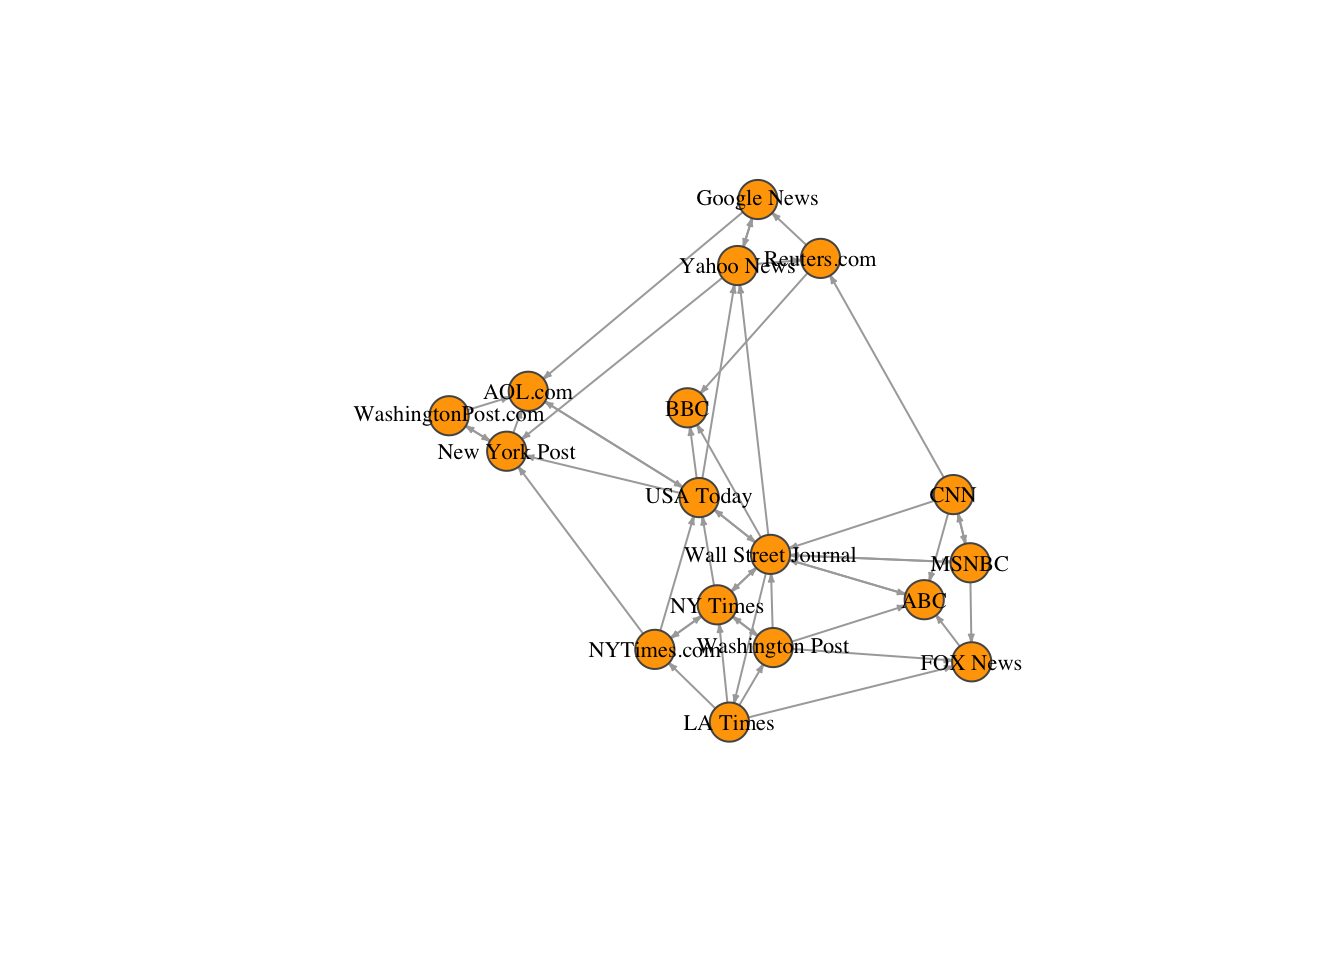 Google News
Yahoo News
Reuters.com
AOL.com
WashingtonPost.com
BBC
New York Post
USA Today
CNN
Wall Street Journal
MSNBC
ABC
NY Times
NYTimes.com
Washington Post
FOX News
LA Times